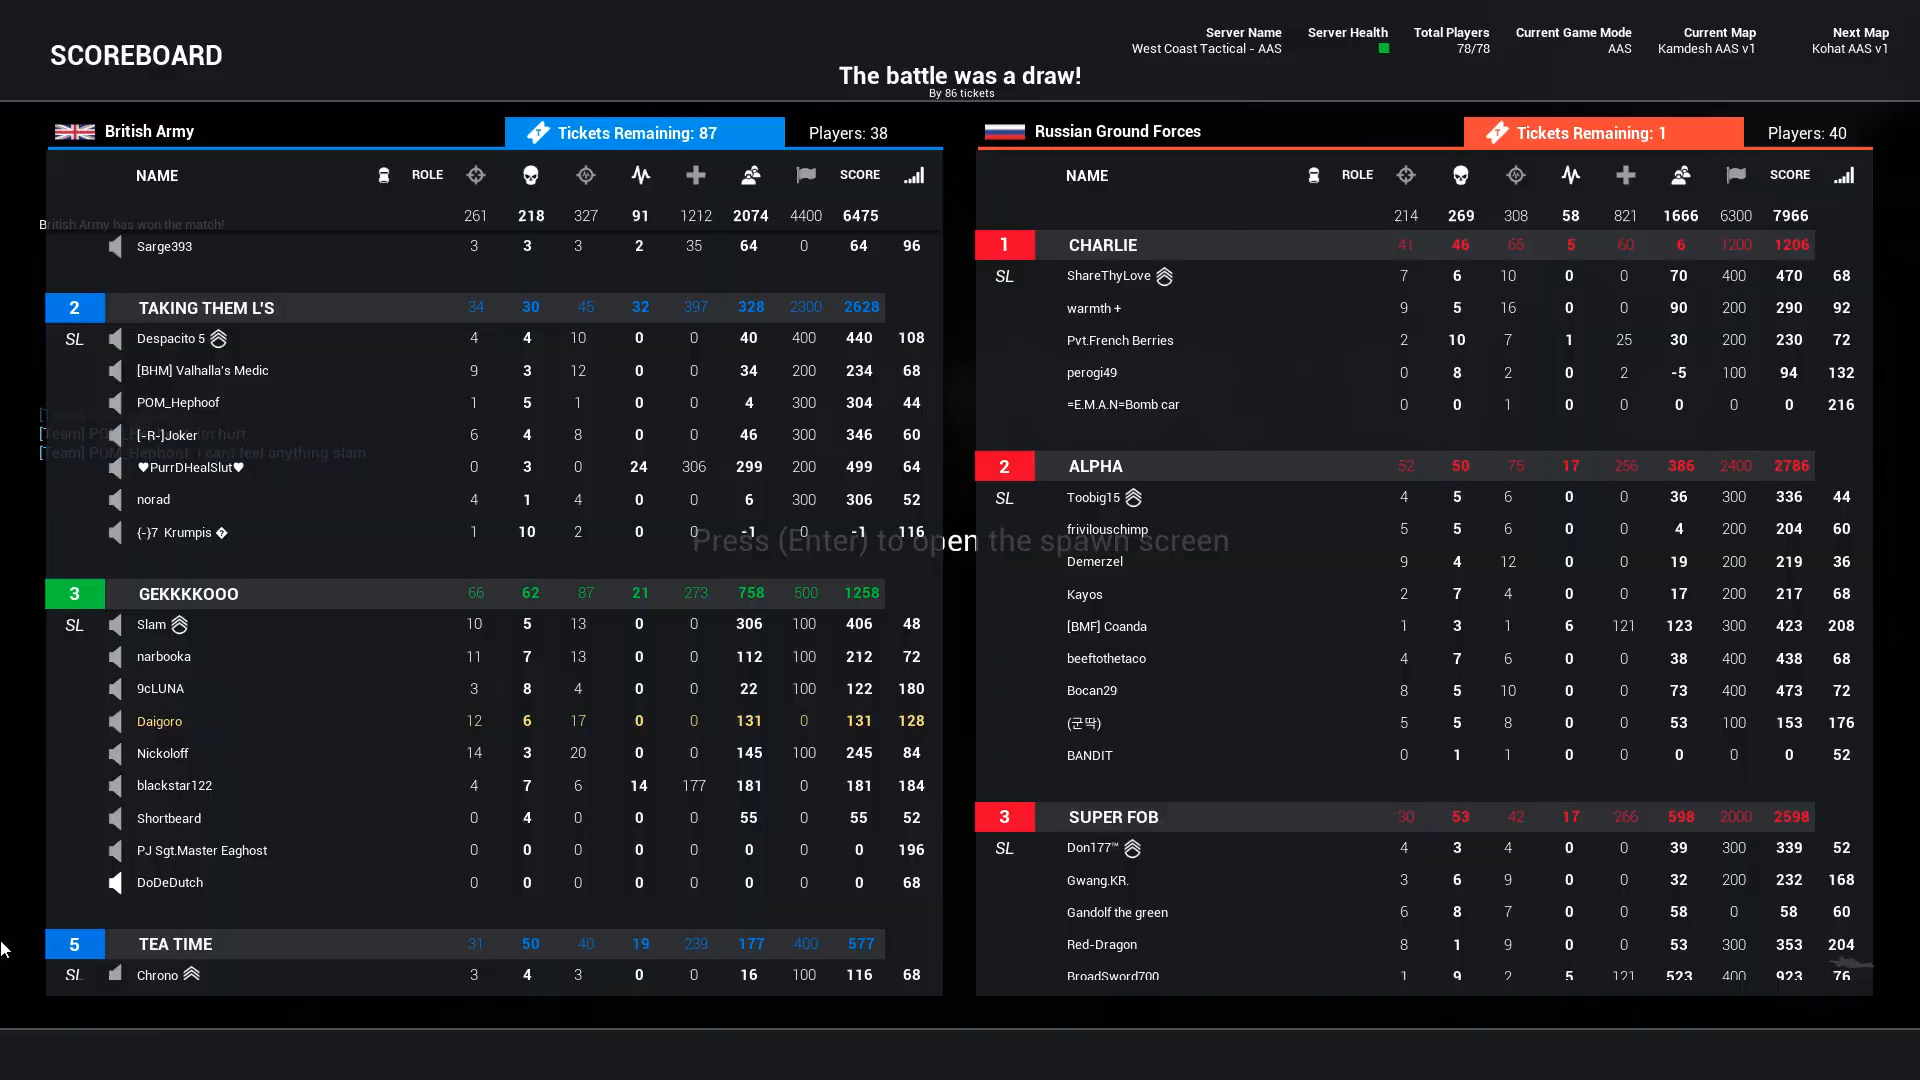 SCOREBOARD
The battle was a draw!
By 86 tickets
Server Name Server Health Total Players Current Game Mode Current Map Next Map
West Coast Tactical - AAS 78/78 AAS Kamdesh AAS v1 Kohat AAS v1
British Army Tickets Remaining: 87 Players: 38
NAME ROLE SCORE
261 218 327 91 1212 2074 4400 6475
British Army has won the match!
Sarge393 3 3 3 2 35 64 0 64 96
2 TAKING THEM L'S 34 30 45 32 397 328 2300 2628
SL Despacito 5 4 4 10 0 0 40 400 440 108
[BHM] Valhalla's Medic 9 3 12 0 0 34 200 234 68
POM_Hephoof 1 5 1 0 0 4 300 304 44
[-R-]Joker 6 4 8 0 0 46 300 346 60
[Team] POM_Hephoof i cant feel anything slam
♥PurrDHealSlut♥ 0 3 0 24 306 299 200 499 64
norad 4 1 4 0 0 6 300 306 52
{-}7 Krumpis � 1 10 2 0 0 -1 0 -1 116
Press (Enter) to open the spawn screen
3 GEKKKKOOO 66 62 87 21 273 758 500 1258
SL Slam 10 5 13 0 0 306 100 406 48
narbooka 11 7 13 0 0 112 100 212 72
9cLUNA 3 8 4 0 0 22 100 122 180
Daigoro 12 6 17 0 0 131 0 131 128
Nickoloff 14 3 20 0 0 145 100 245 84
blackstar122 4 7 6 14 177 181 0 181 184
Shortbeard 0 4 0 0 0 55 0 55 52
PJ Sgt.Master Eaghost 0 0 0 0 0 0 0 0 196
DoDeDutch 0 0 0 0 0 0 0 0 68
5 TEA TIME 31 50 40 19 239 177 400 577
SL Chrono 3 4 3 0 0 16 100 116 68
Russian Ground Forces Tickets Remaining: 1 Players: 40
NAME ROLE SCORE
214 269 308 58 821 1666 6300 7966
1 CHARLIE 41 46 65 5 60 6 1200 1206
SL ShareThyLove 7 6 10 0 0 70 400 470 68
warmth + 9 5 16 0 0 90 200 290 92
Pvt.French Berries 2 10 7 1 25 30 200 230 72
perogi49 0 8 2 0 2 -5 100 94 132
=E.M.A.N=Bomb car 0 0 1 0 0 0 0 0 216
2 ALPHA 52 50 75 17 256 386 2400 2786
SL Toobig15 4 5 6 0 0 36 300 336 44
frivilouschimp 5 5 6 0 0 4 200 204 60
Demerzel 9 4 12 0 0 19 200 219 36
Kayos 2 7 4 0 0 17 200 217 68
[BMF] Coanda 1 3 1 6 121 123 300 423 208
beeftothetaco 4 7 6 0 0 38 400 438 68
Bocan29 8 5 10 0 0 73 400 473 72
(군딱) 5 5 8 0 0 53 100 153 176
BANDIT 0 1 1 0 0 0 0 0 52
3 SUPER FOB 30 53 42 17 266 598 2000 2598
SL Don177™ 4 3 4 0 0 39 300 339 52
Gwang.KR. 3 6 9 0 0 32 200 232 168
Gandolf the green 6 8 7 0 0 58 0 58 60
Red-Dragon 8 1 9 0 0 53 300 353 204
BroadSword700 1 9 2 5 121 523 400 923 76